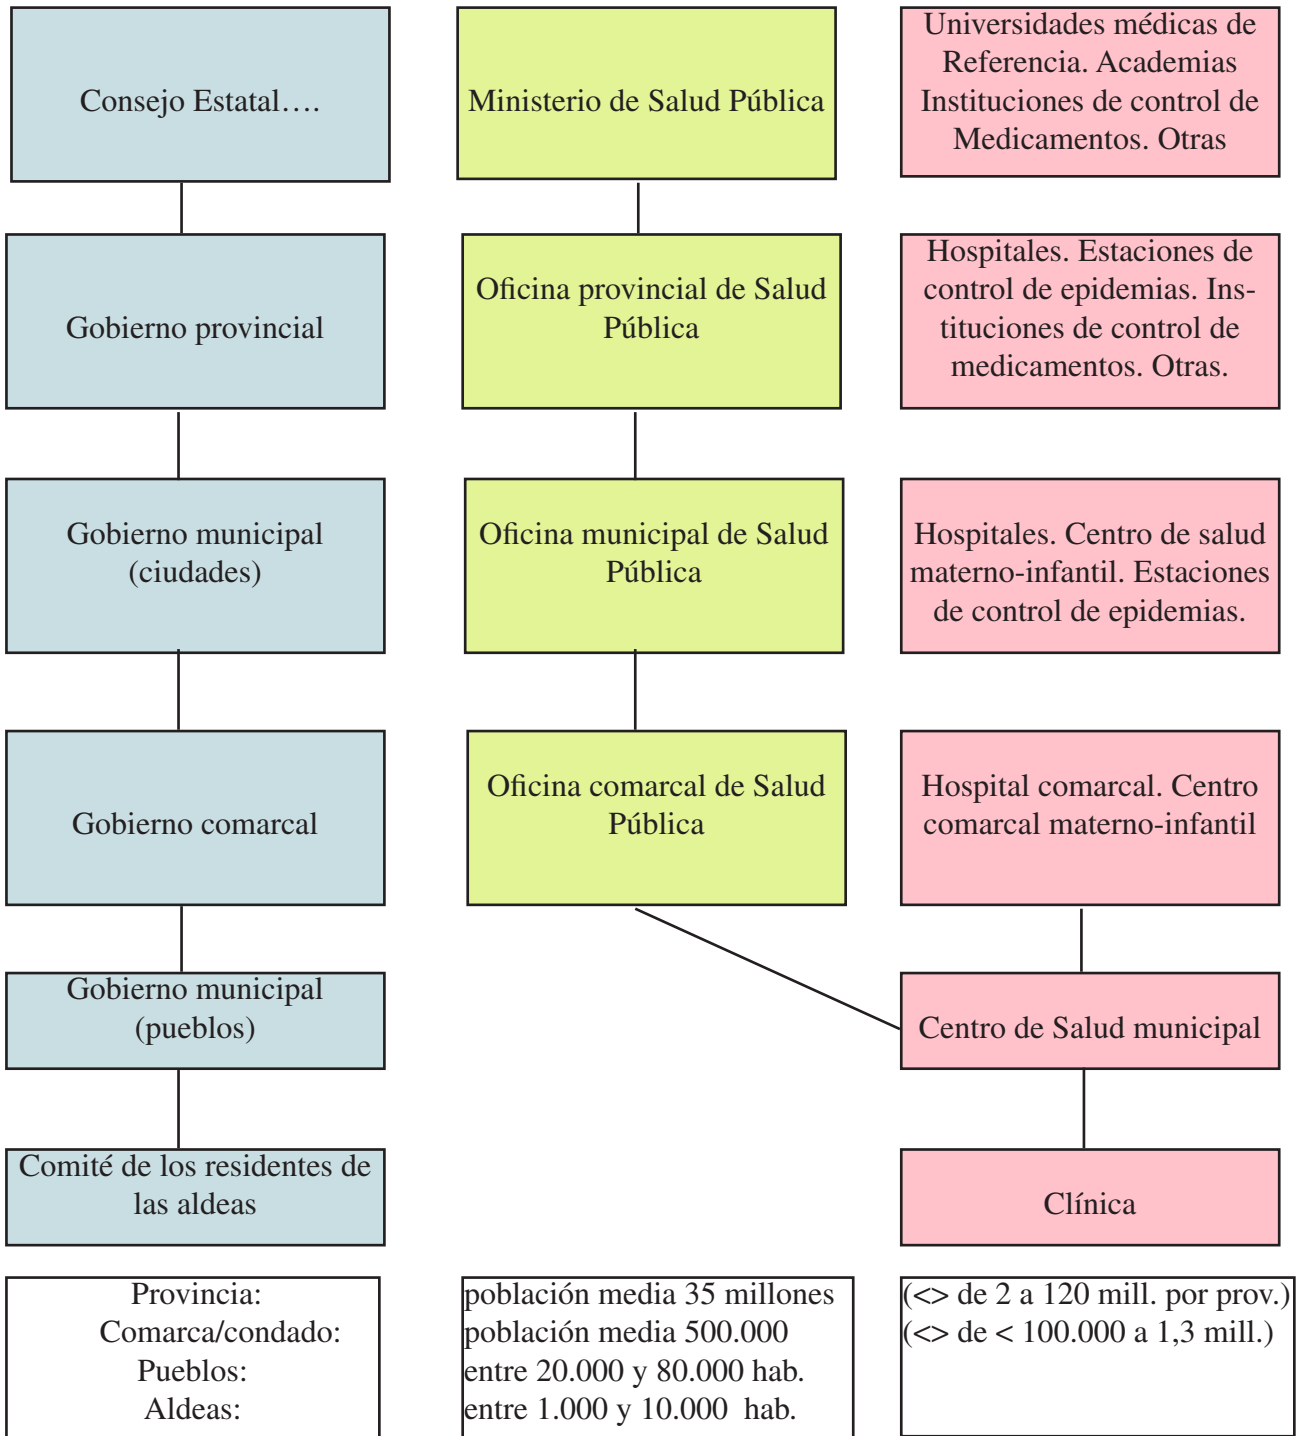 Consejo Estatal….
Ministerio de Salud Pública
Universidades médicas de
Referencia. Academias
Instituciones de control de
Medicamentos. Otras
Gobierno provincial
Oficina provincial de Salud
Pública
Hospitales. Estaciones de
control de epidemias. Ins-
tituciones de control de
medicamentos. Otras.
Gobierno municipal
(ciudades)
Oficina municipal de Salud
Pública
Hospitales. Centro de salud
materno-infantil. Estaciones
de control de epidemias.
Gobierno comarcal
Oficina comarcal de Salud
Pública
Hospital comarcal. Centro
comarcal materno-infantil
Gobierno municipal
(pueblos)
Centro de Salud municipal
Comité de los residentes de
las aldeas
Clínica
Provincia:
Comarca/condado:
Pueblos:
Aldeas:
población media 35 millones
población media 500.000
entre 20.000 y 80.000 hab.
entre 1.000 y 10.000 hab.
(<> de 2 a 120 mill. por prov.)
(<> de < 100.000 a 1,3 mill.)